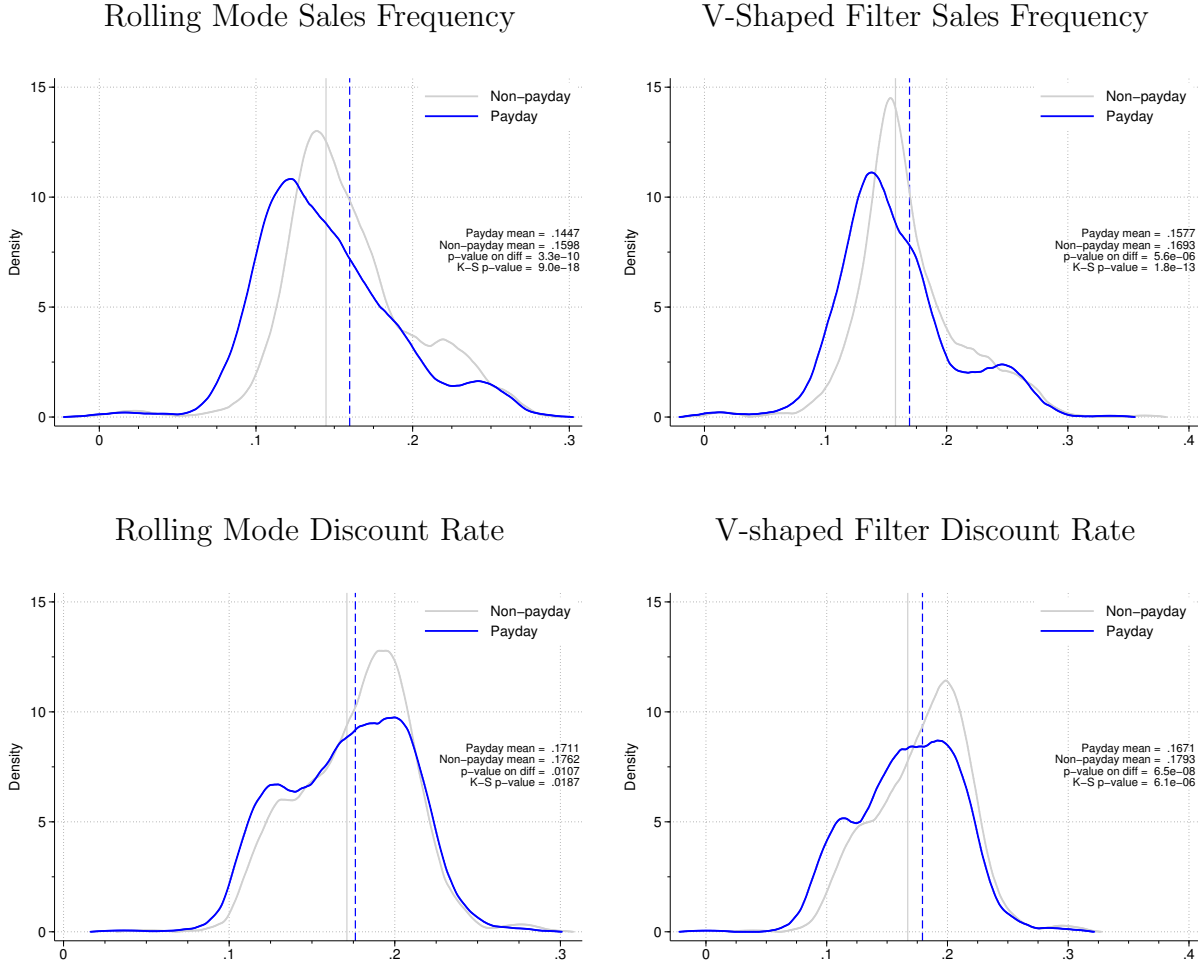 Rolling Mode Sales Frequency
15
10
5
0
Density
0 .1 .2 .3
Non−payday
Payday
Payday mean = .1447
Non−payday mean = .1598
p−value on diff = 3.3e−10
K−S p−value = 9.0e−18
V-Shaped Filter Sales Frequency
15
10
5
0
Density
0 .1 .2 .3 .4
Non−payday
Payday
Payday mean = .1577
Non−payday mean = .1693
p−value on diff = 5.6e−06
K−S p−value = 1.8e−13
Rolling Mode Discount Rate
15
10
5
0
Density
0 .1 .2 .3
Non−payday
Payday
Payday mean = .1711
Non−payday mean = .1762
p−value on diff = .0107
K−S p−value = .0187
V-shaped Filter Discount Rate
15
10
5
0
Density
0 .1 .2 .3 .4
Non−payday
Payday
Payday mean = .1671
Non−payday mean = .1793
p−value on diff = 6.5e−08
K−S p−value = 6.1e−06